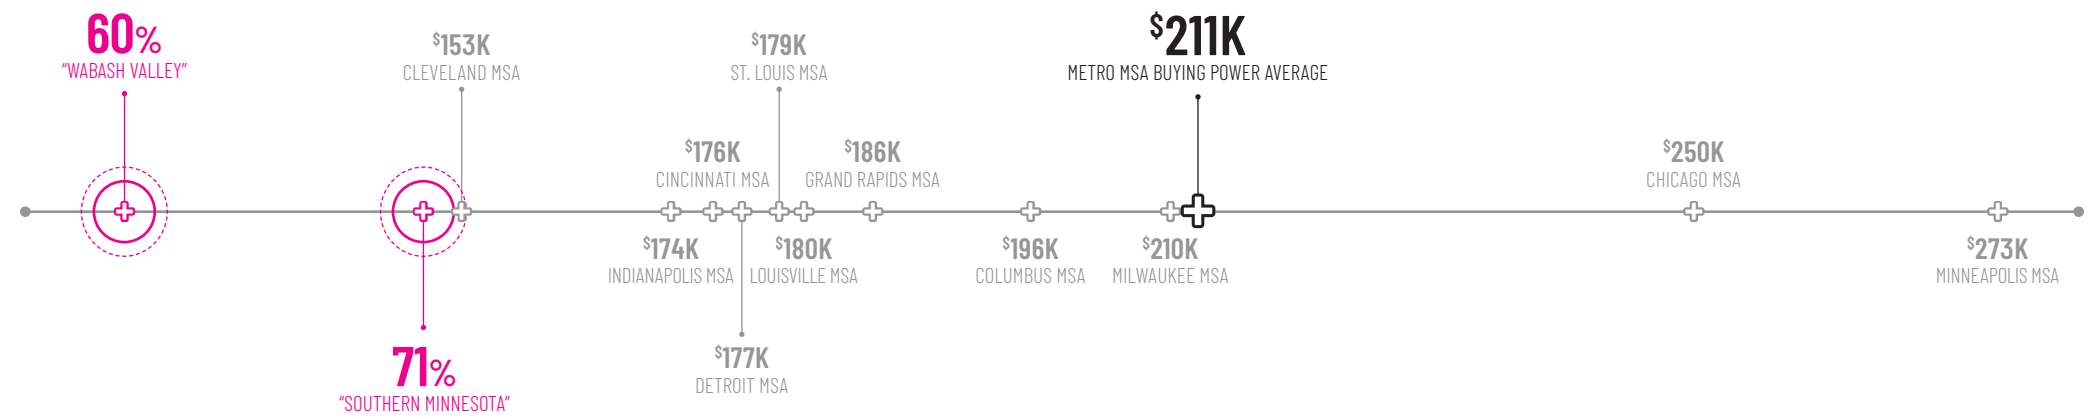 60%
"WABASH VALLEY"
$153K
CLEVELAND MSA
$179K
ST. LOUIS MSA
$211K
METRO MSA BUYING POWER AVERAGE
$176K
CINCINNATI MSA
$186K
GRAND RAPIDS MSA
$250K
CHICAGO MSA
$174K
INDIANAPOLIS MSA
$180K
LOUISVILLE MSA
$196K
COLUMBUS MSA
$210K
MILWAUKEE MSA
$273K
MINNEAPOLIS MSA
71%
"SOUTHERN MINNESOTA"
$177K
DETROIT MSA